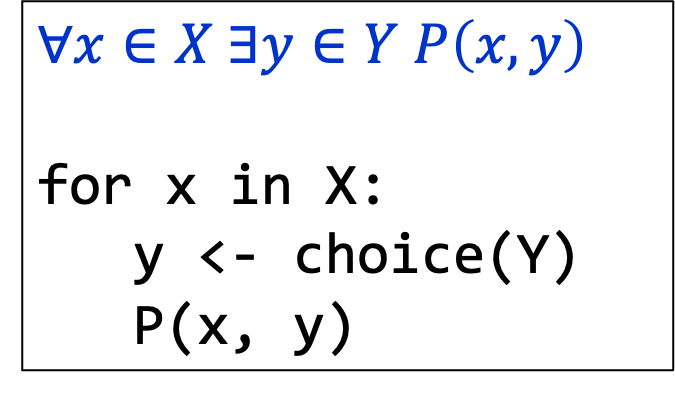 ∀x ∈ X ∃y ∈ Y P(x, y)
for x in X:
    y <- choice(Y)
    P(x, y)